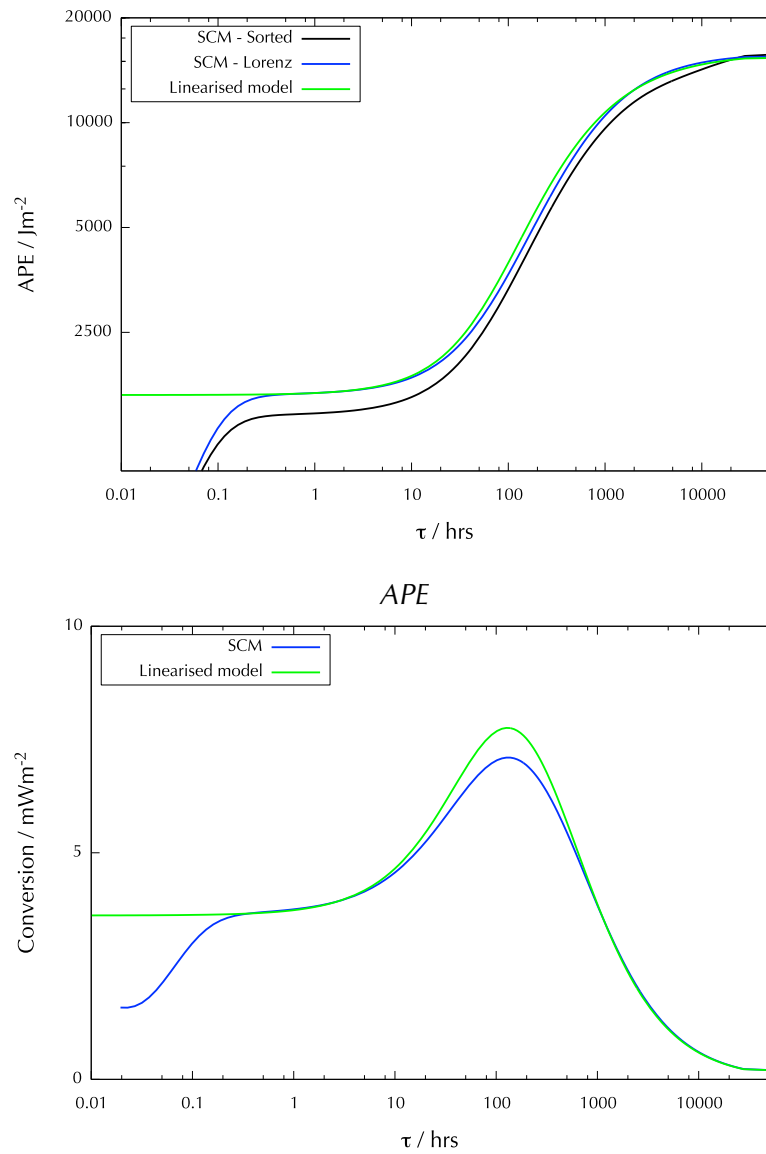 20000
SCM - Sorted
SCM - Lorenz
Linearised model
10000
5000
2500
APE / Jm-2
0.01 0.1 1 10 100 1000 10000
τ / hrs
APE
10
SCM
Linearised model
5
0
Conversion / mWm-2
0.01 0.1 1 10 100 1000 10000
τ / hrs